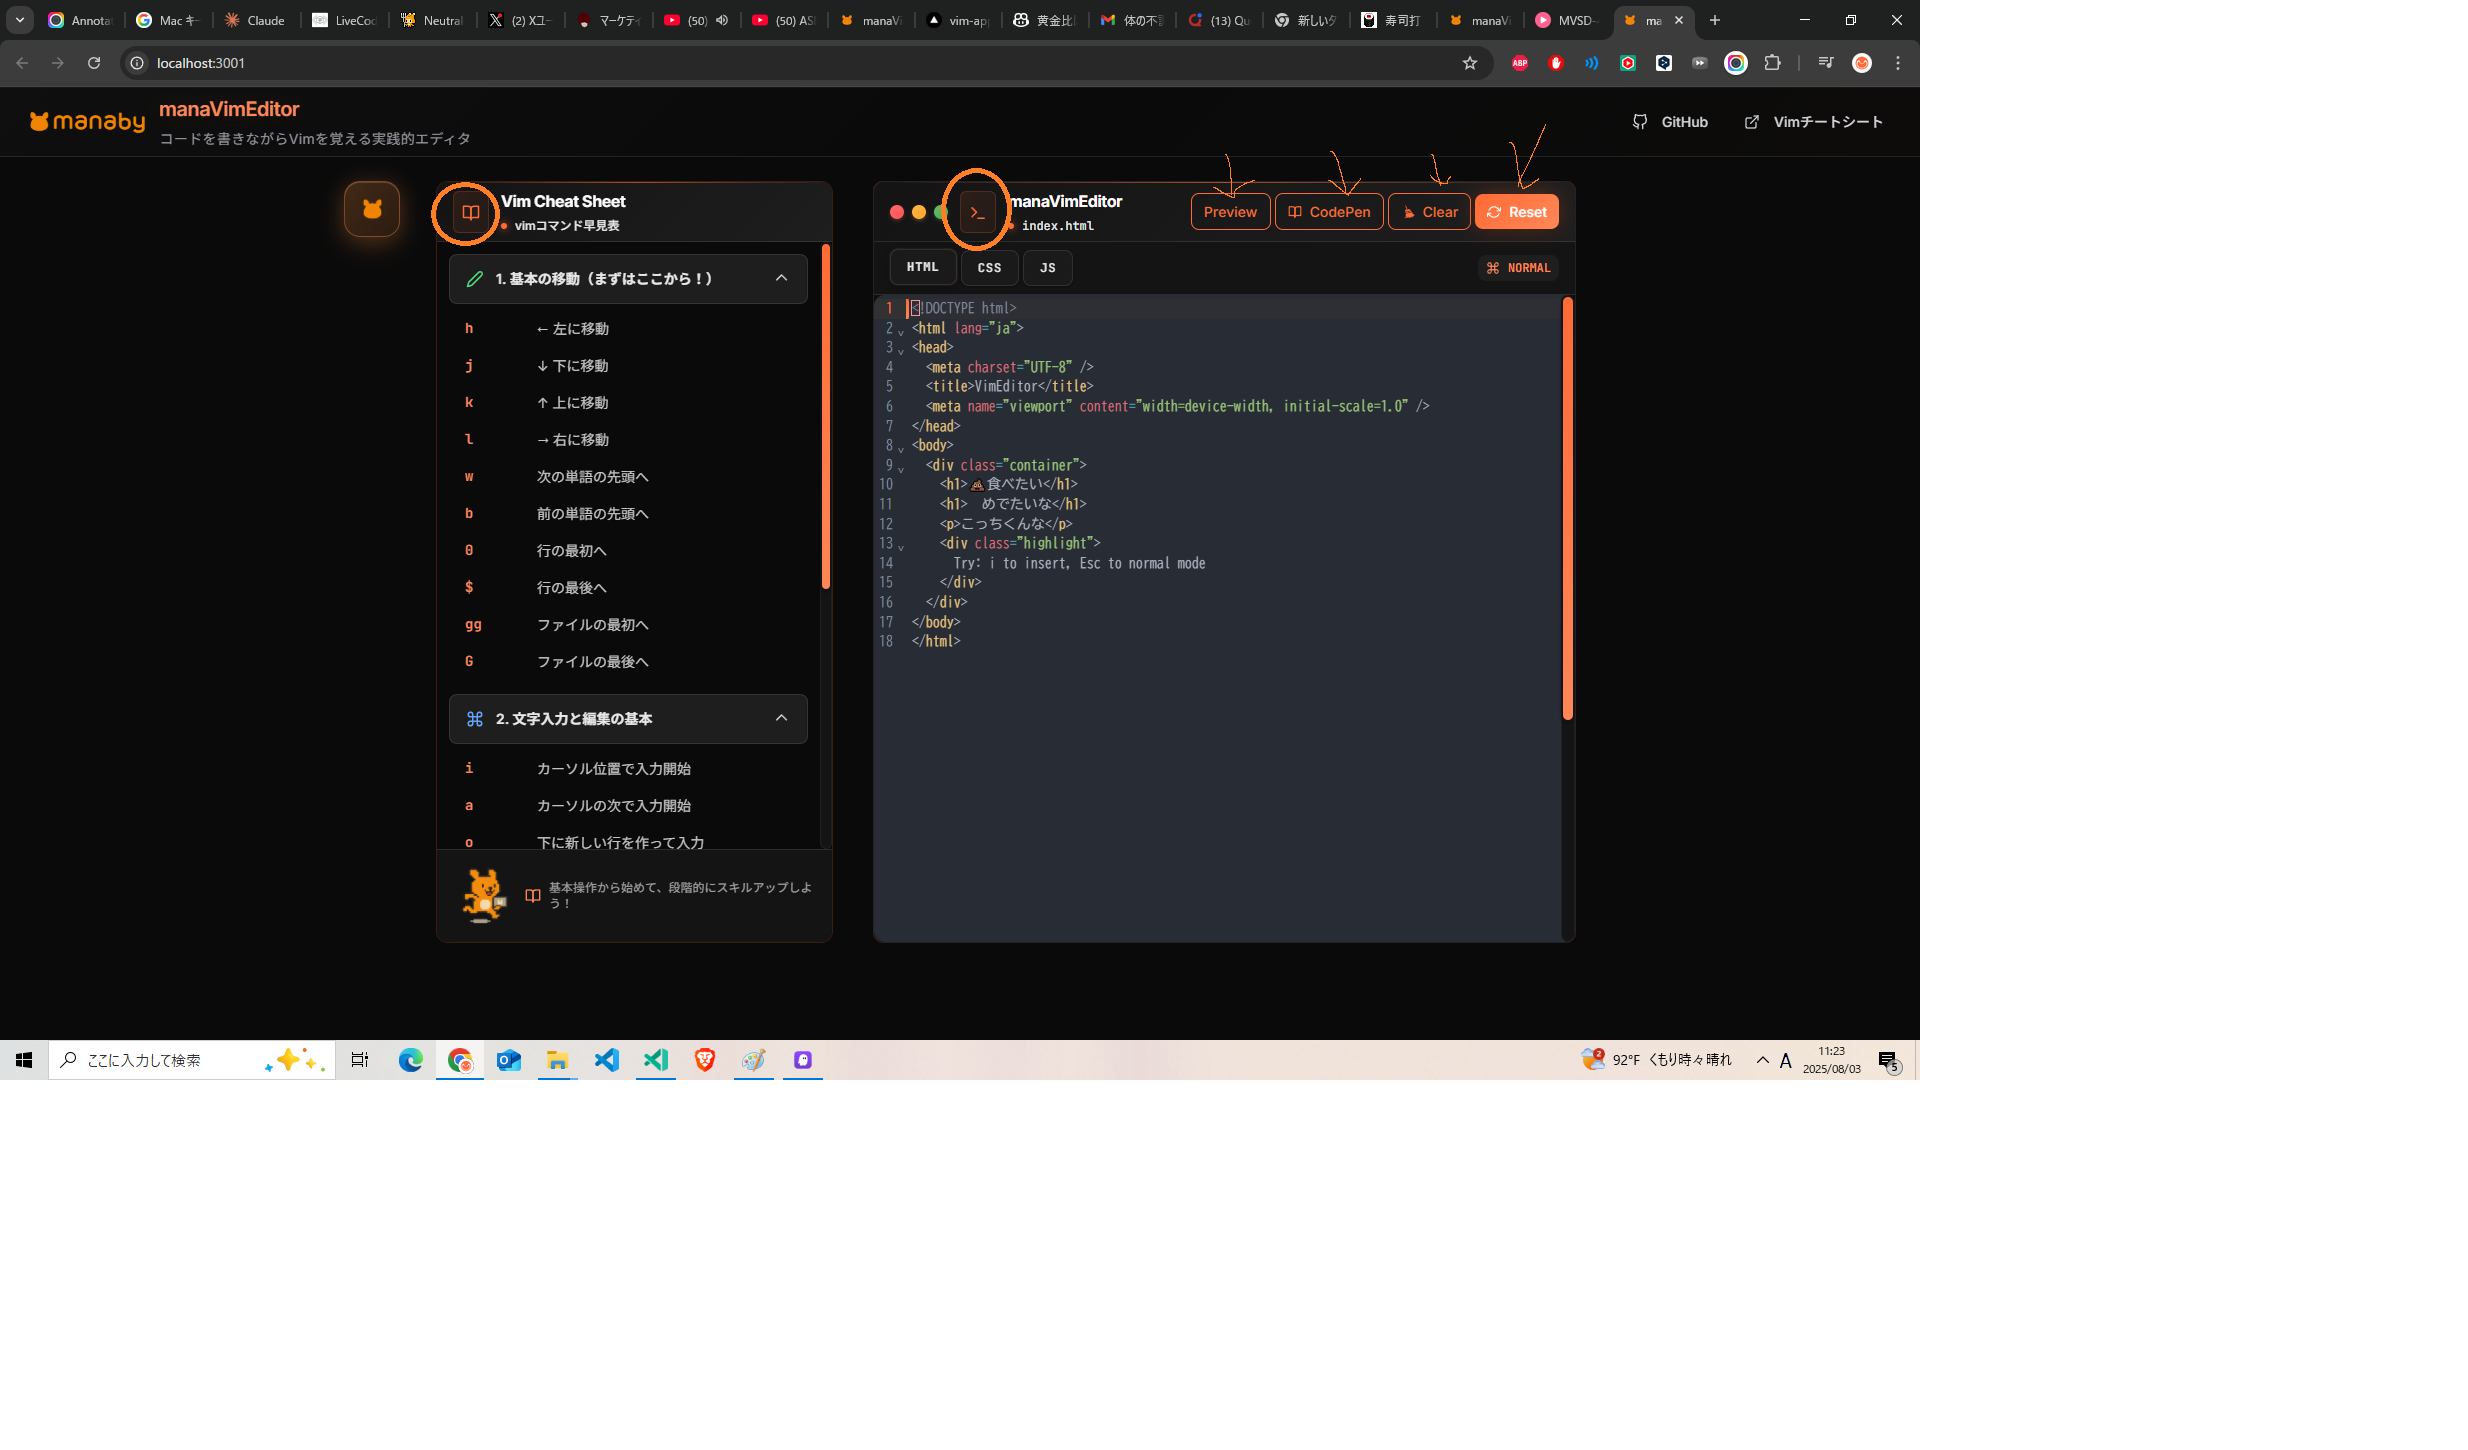 Annota
Mac キ
Claude
LiveCod
Neutral
(2) Xユー
マーケティ
(50)
(50) AS
manaVi
vim-app
黄金比
体の不調
(13) Qu
新しいタ
寿司打
manaVi
MVSD-
ma
localhost:3001
ABP
manaby
manaVimEditor
コードを書きながらVimを覚える実践的エディタ
GitHub
Vimチートシート
Vim Cheat Sheet
vimコマンド早見表
1. 基本の移動（まずはここから！）
h ← 左に移動
j ↓ 下に移動
k ↑ 上に移動
l → 右に移動
w 次の単語の先頭へ
b 前の単語の先頭へ
0 行の最初へ
$ 行の最後へ
gg ファイルの最初へ
G ファイルの最後へ
2. 文字入力と編集の基本
i カーソル位置で入力開始
a カーソルの次で入力開始
o 下に新しい行を作って入力
基本操作から始めて、段階的にスキルアップしよ
う！
manaVimEditor
index.html
Preview
CodePen
Clear
Reset
HTML
CSS
JS
NORMAL
1 <!DOCTYPE html>
2 <html lang="ja">
3 <head>
4 <meta charset="UTF-8" />
5 <title>VimEditor</title>
6 <meta name="viewport" content="width=device-width, initial-scale=1.0" />
7 </head>
8 <body>
9 <div class="container">
10 <h1>💩食べたい</h1>
11 <h1>　めでたいな</h1>
12 <p>こっちくんな</p>
13 <div class="highlight">
14 Try: i to insert, Esc to normal mode
15 </div>
16 </div>
17 </body>
18 </html>
ここに入力して検索
2
92°F くもり時々晴れ
A
11:23
2025/08/03
5